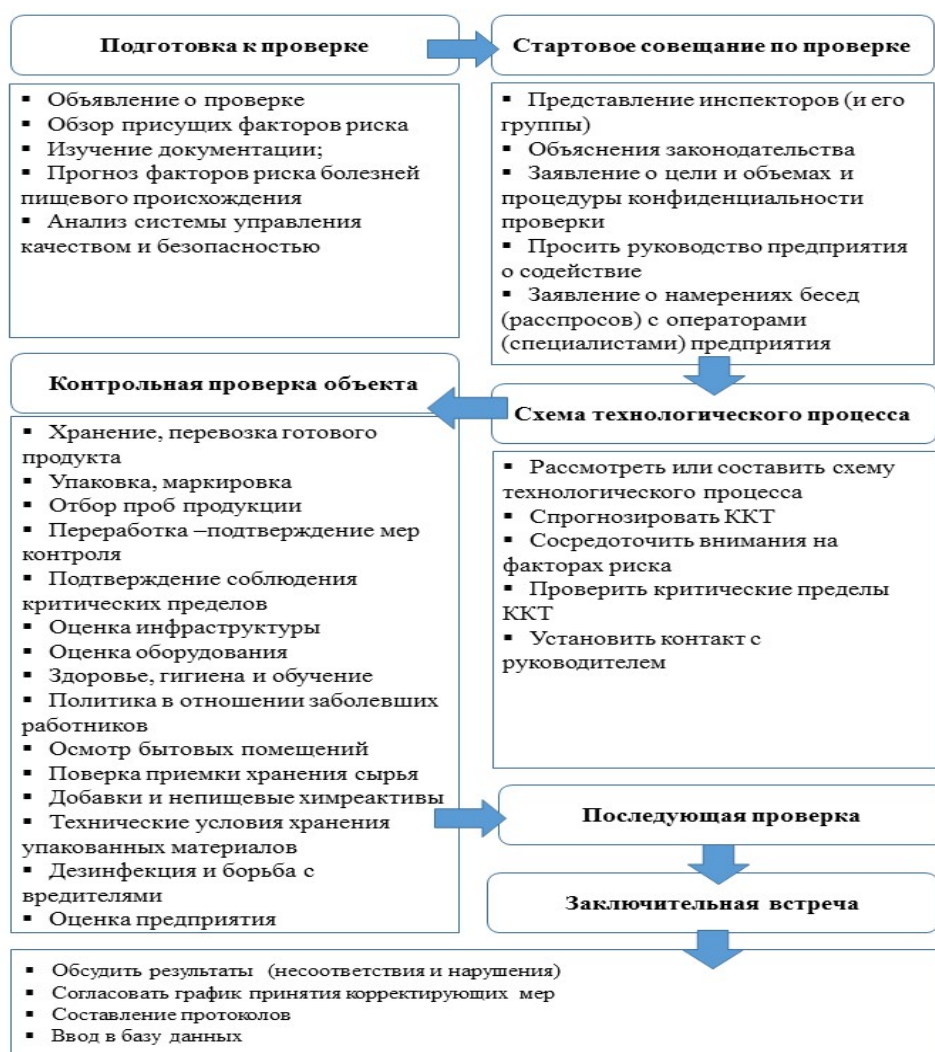 Подготовка к проверке
▪ Объявление о проверке
▪ Обзор присущих факторов риска
▪ Изучение документации;
▪ Прогноз факторов риска болезней
пищевого происхождения
▪ Анализ системы управления
качеством и безопасностью
Стартовое совещание по проверке
▪ Представление инспекторов (и его
группы)
▪ Объяснения законодательства
▪ Заявление о цели и объемах и
процедуры конфиденциальности
проверки
▪ Просить руководство предприятия
о содействие
▪ Заявление о намерениях бесед
(расспросов) с операторами
(специалистами) предприятия
Схема технологического процесса
▪ Рассмотреть или составить схему
технологического процесса
▪ Спрогнозировать ККТ
▪ Сосредоточить внимания на
факторах риска
▪ Проверить критические пределы
ККТ
▪ Установить контакт с
руководителем
Контрольная проверка объекта
▪ Хранение, перевозка готового
продукта
▪ Упаковка, маркировка
▪ Отбор проб продукции
▪ Переработка –подтверждение мер
контроля
▪ Подтверждение соблюдения
критических пределов
▪ Оценка инфраструктуры
▪ Оценка оборудования
▪ Здоровье, гигиена и обучение
▪ Политика в отношении заболевших
работников
▪ Осмотр бытовых помещений
▪ Поверка приемки хранения сырья
▪ Добавки и непищевые химреактивы
▪ Технические условия хранения
упакованных материалов
▪ Дезинфекция и борьба с
вредителями
▪ Оценка предприятия
Последующая проверка
Заключительная встреча
▪ Обсудить результаты (несоответствия и нарушения)
▪ Согласовать график принятия корректирующих мер
▪ Составление протоколов
▪ Ввод в базу данных